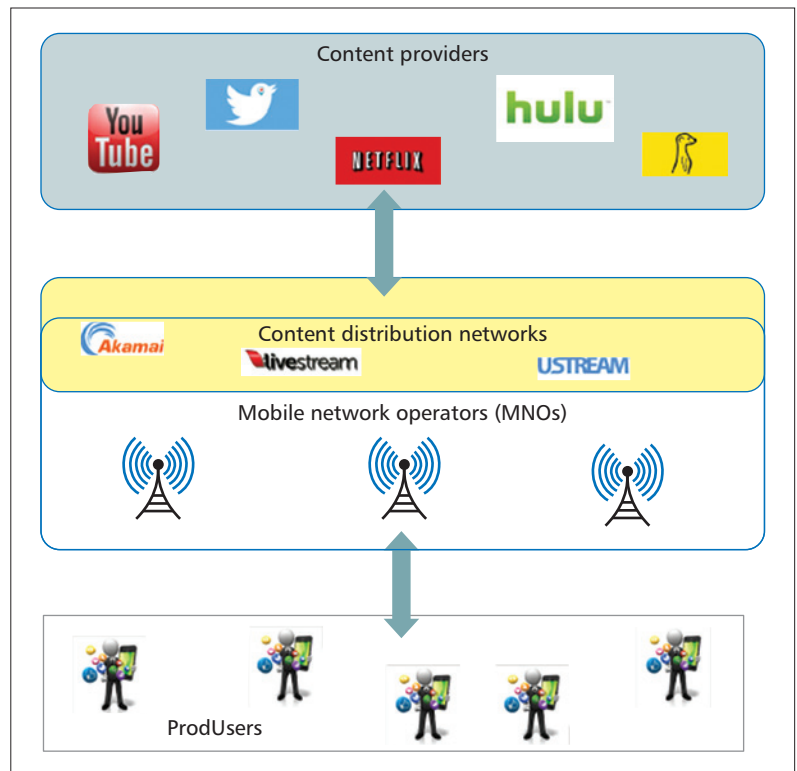 Content providers
You
Tube
hulu
NETFLIX
Akamai
Content distribution networks
livestream
USTREAM
Mobile network operators (MNOs)
ProdUsers